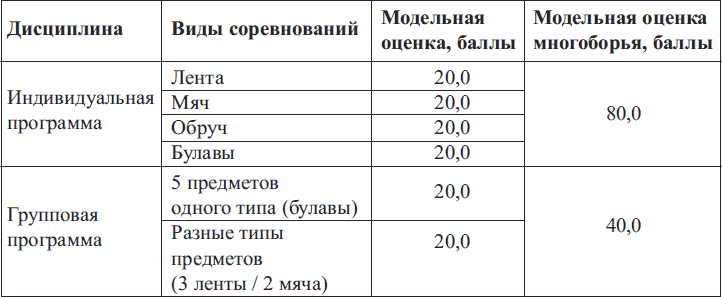 Дисциплина
Виды соревнований
Модельная
оценка, баллы
Модельная оценка
многоборья, баллы
Индивидуальная
программа
Лента
20,0
Мяч
20,0
Обруч
20,0
Булавы
20,0
80,0
Групповая
программа
5 предметов
одного типа (булавы)
20,0
Разные типы
предметов
(3 ленты / 2 мяча)
20,0
40,0